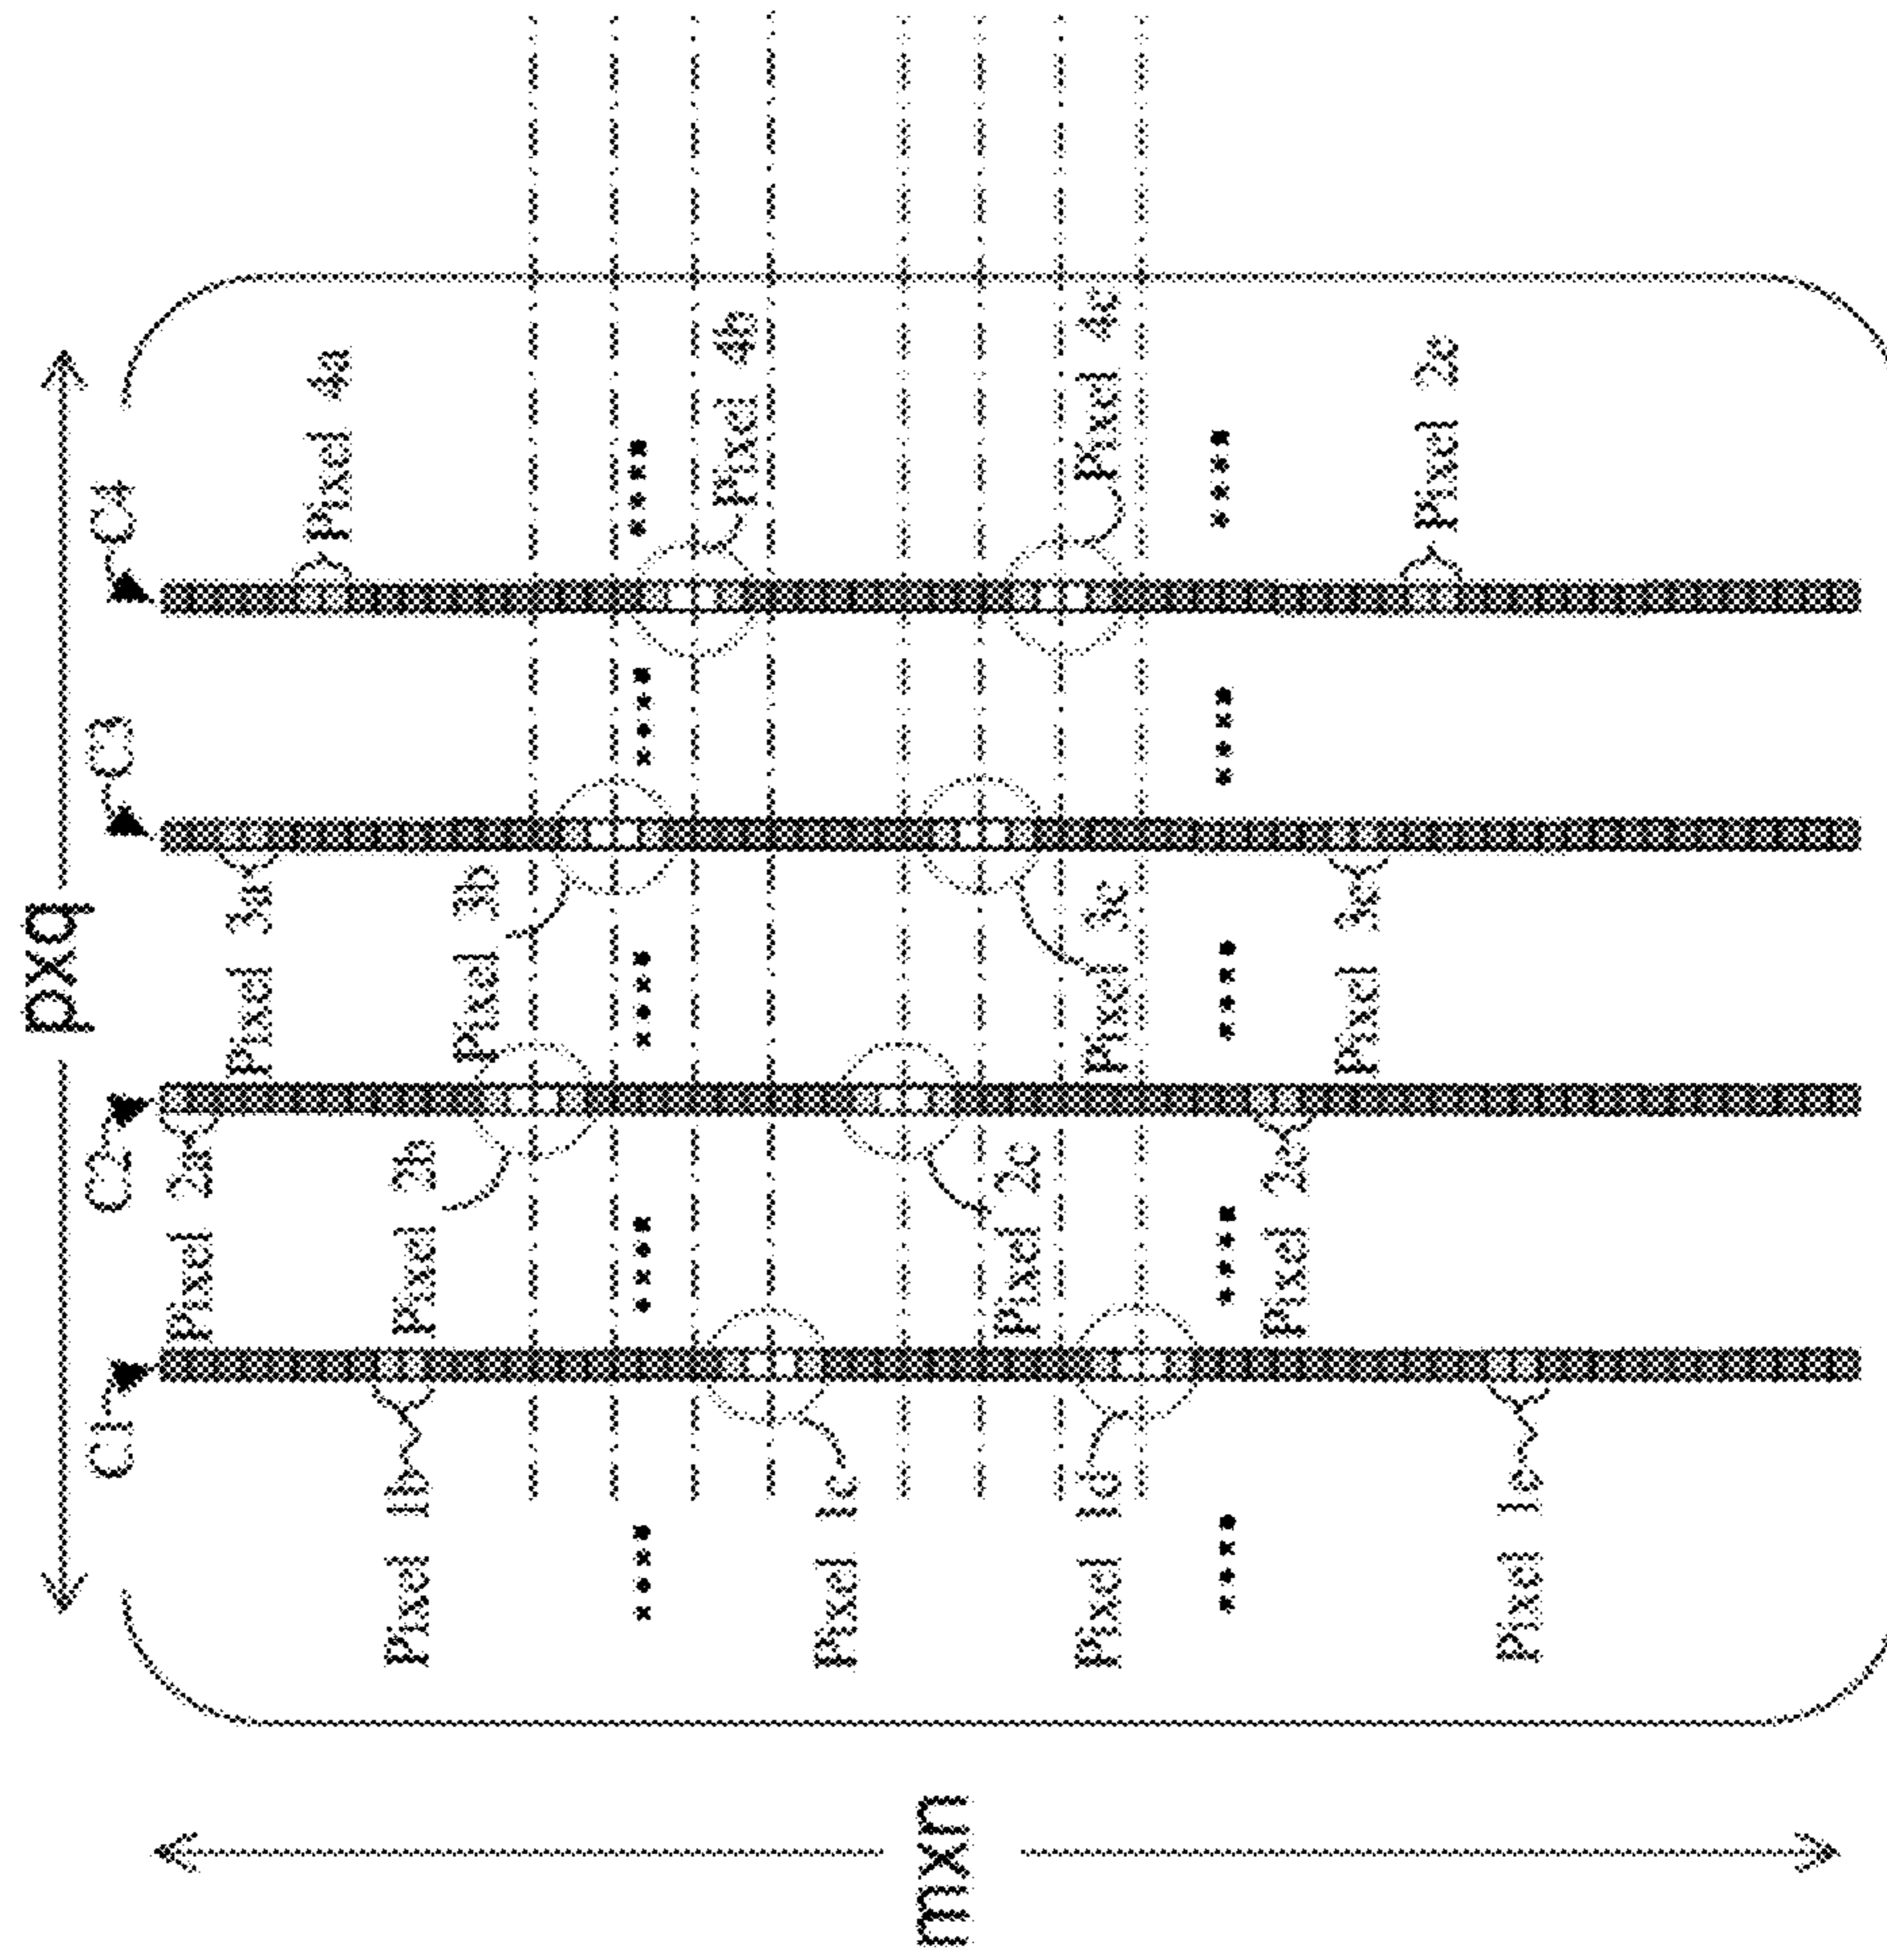 pxq
C1
C2
C3
C4
Pixel 2a
Pixel 3a
Pixel 4a
Pixel 1b
Pixel 2b
Pixel 3b
Pixel 4b
Pixel 1c
mxn
Pixel 2c
Pixel 1d
Pixel 3c
Pixel 4c
Pixel 2e
Pixel 3e
Pixel 2e
Pixel 1e